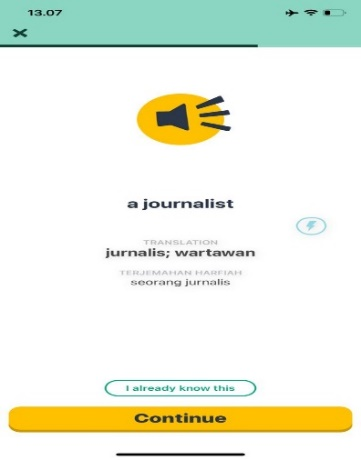 13.07
a journalist
TRANSLATION
jurnalis; wartawan
TERJEMAHAN HARFIAH
seorang jurnalis
I already know this
Continue